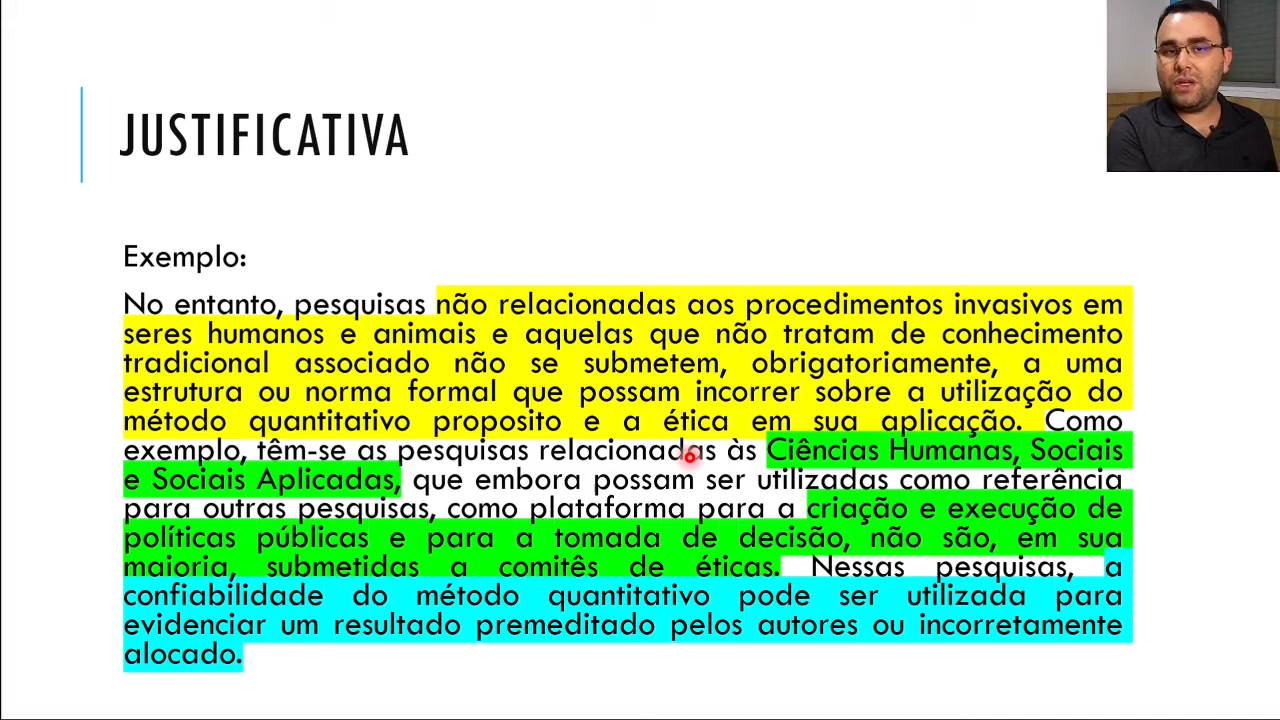 JUSTIFICATIVA
Exemplo:
No entanto, pesquisas não relacionadas aos procedimentos invasivos em
seres humanos e animais e aquelas que não tratam de conhecimento
tradicional associado não se submetem, obrigatoriamente, a uma
estrutura ou norma formal que possam incorrer sobre a utilização do
método quantitativo proposito e a ética em sua aplicação. Como
exemplo, têm-se as pesquisas relacionadas às Ciências Humanas, Sociais
e Sociais Aplicadas, que embora possam ser utilizadas como referência
para outras pesquisas, como plataforma para a criação e execução de
políticas públicas e para a tomada de decisão, não são, em sua
maioria, submetidas a comitês de éticas. Nessas pesquisas, a
confiabilidade do método quantitativo pode ser utilizada para
evidenciar um resultado premeditado pelos autores ou incorretamente
alocado.